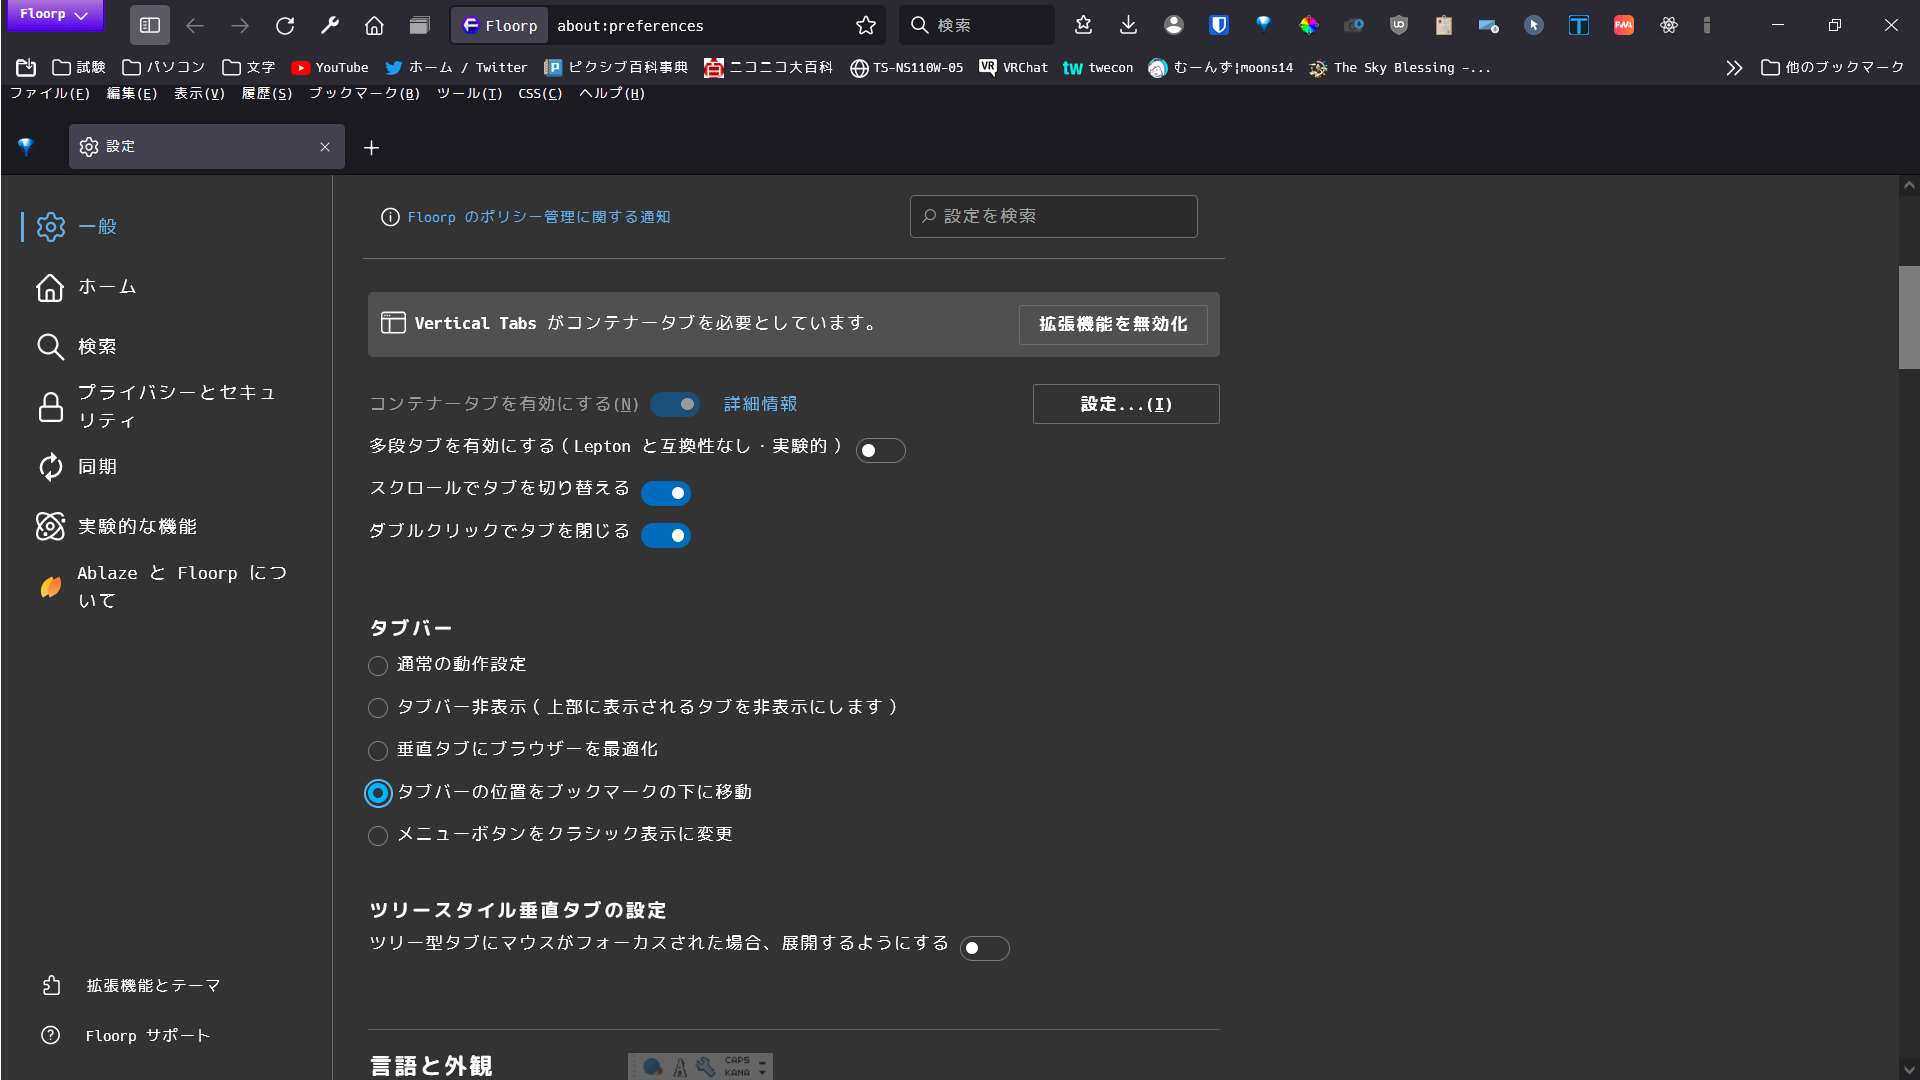 Floorp
Floorp
about:preferences
検索
試験
パソコン
文字
YouTube
ホーム / Twitter
ピクシブ百科事典
ニコニコ大百科
TS-NS110W-05
VRChat
twecon
むーんず¦moons14
The Sky Blessing -...
他のブックマーク
ファイル(F) 編集(E) 表示(V) 履歴(S) ブックマーク(B) ツール(T) CSS(C) ヘルプ(H)
設定
一般
ホーム
検索
プライバシーとセキュ
リティ
同期
実験的な機能
Ablaze と Floorp につ
いて
拡張機能とテーマ
Floorp サポート
Floorp のポリシー管理に関する通知
設定を検索
Vertical Tabs がコンテナータブを必要としています。
拡張機能を無効化
コンテナータブを有効にする(N)
詳細情報
設定...(I)
多段タブを有効にする ( Lepton と互換性なし・実験的 )
スクロールでタブを切り替える
ダブルクリックでタブを閉じる
タブバー
通常の動作設定
タブバー非表示 ( 上部に表示されるタブを非表示にします )
垂直タブにブラウザーを最適化
タブバーの位置をブックマークの下に移動
メニューボタンをクラシック表示に変更
ツリースタイル垂直タブの設定
ツリー型タブにマウスがフォーカスされた場合、展開するようにする
言語と外観
CAPS
KANA